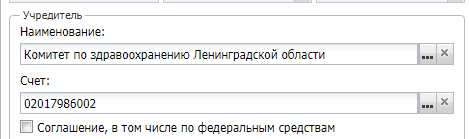 Учредитель
Наименование:
Комитет по здравоохранению Ленинградской области
...
Счет:
02017986002
...
Соглашение, в том числе по федеральным средствам